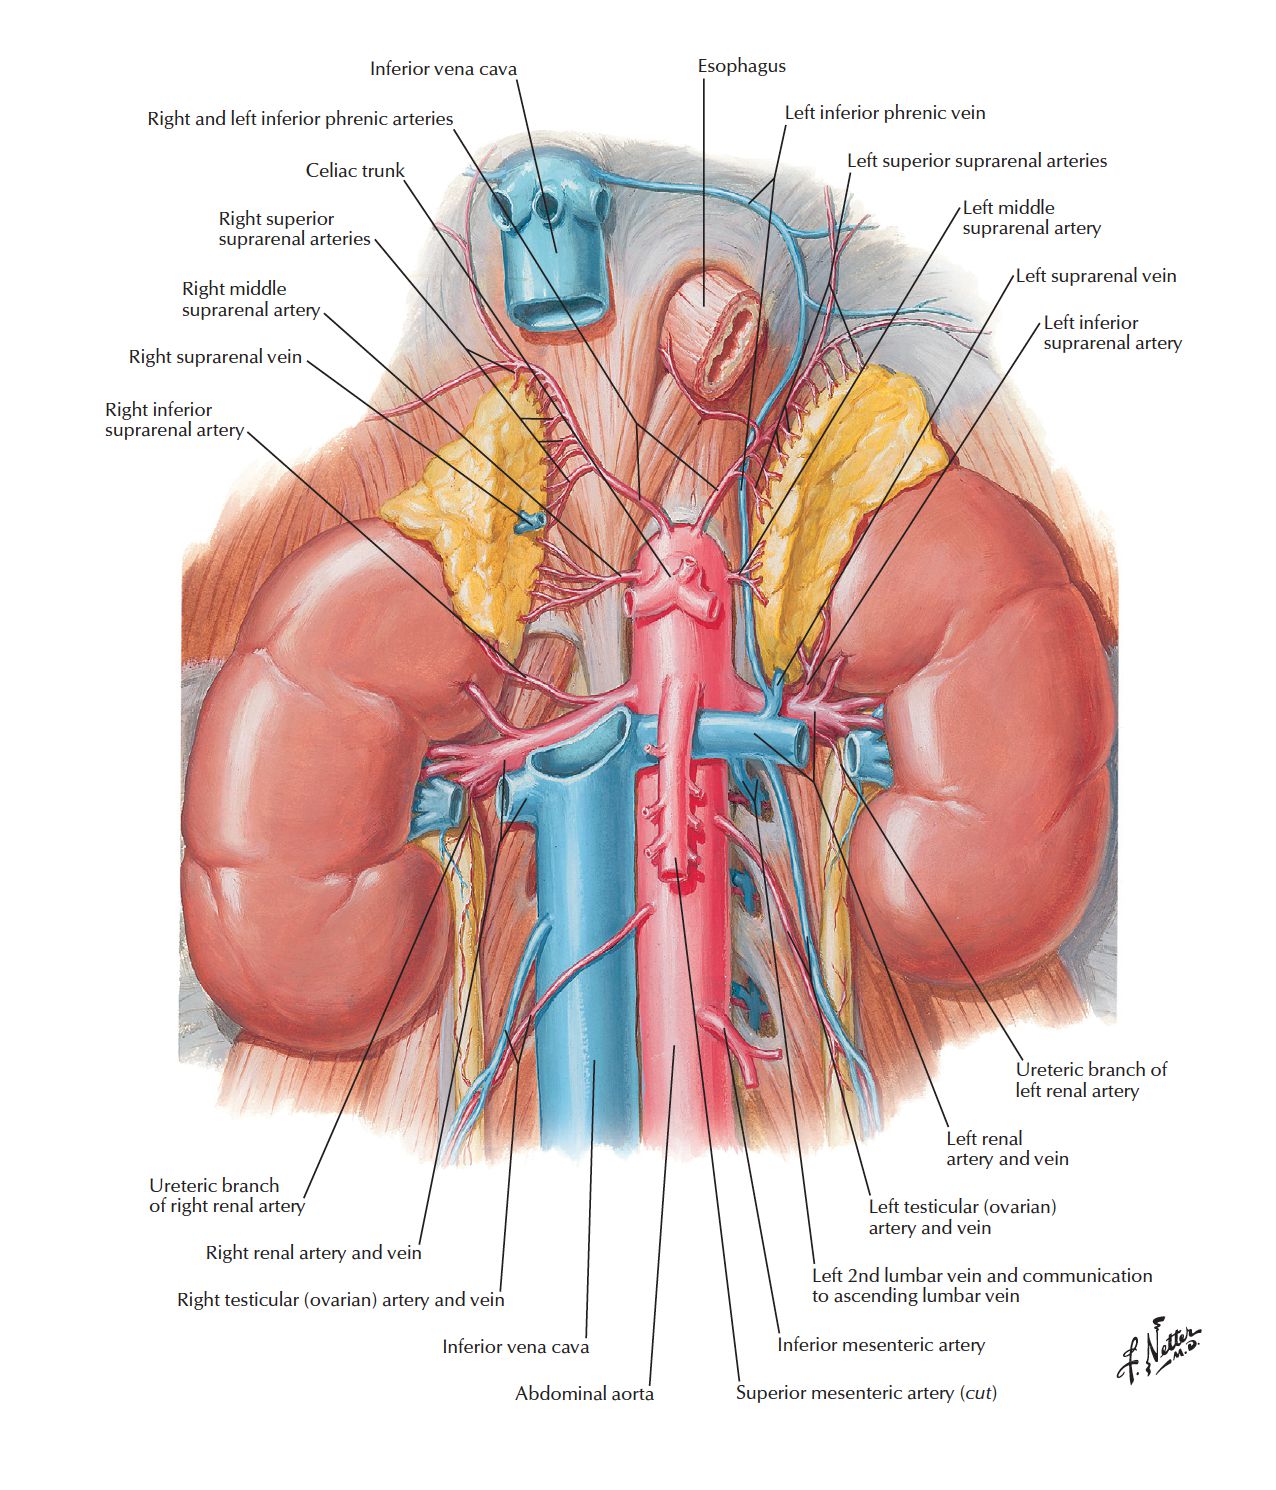 Inferior vena cava
Esophagus
Right and left inferior phrenic arteries
Left inferior phrenic vein
Celiac trunk
Left superior suprarenal arteries
Right superior
suprarenal arteries
Left middle
suprarenal artery
Right middle
suprarenal artery
Left suprarenal vein
Right suprarenal vein
Left inferior
suprarenal artery
Right inferior
suprarenal artery
Ureteric branch of
left renal artery
Left renal
artery and vein
Ureteric branch
of right renal artery
Left testicular (ovarian)
artery and vein
Right renal artery and vein
Left 2nd lumbar vein and communication
to ascending lumbar vein
Right testicular (ovarian) artery and vein
Inferior vena cava
Inferior mesenteric artery
Abdominal aorta
Superior mesenteric artery (cut)
F. Netter
M.D.